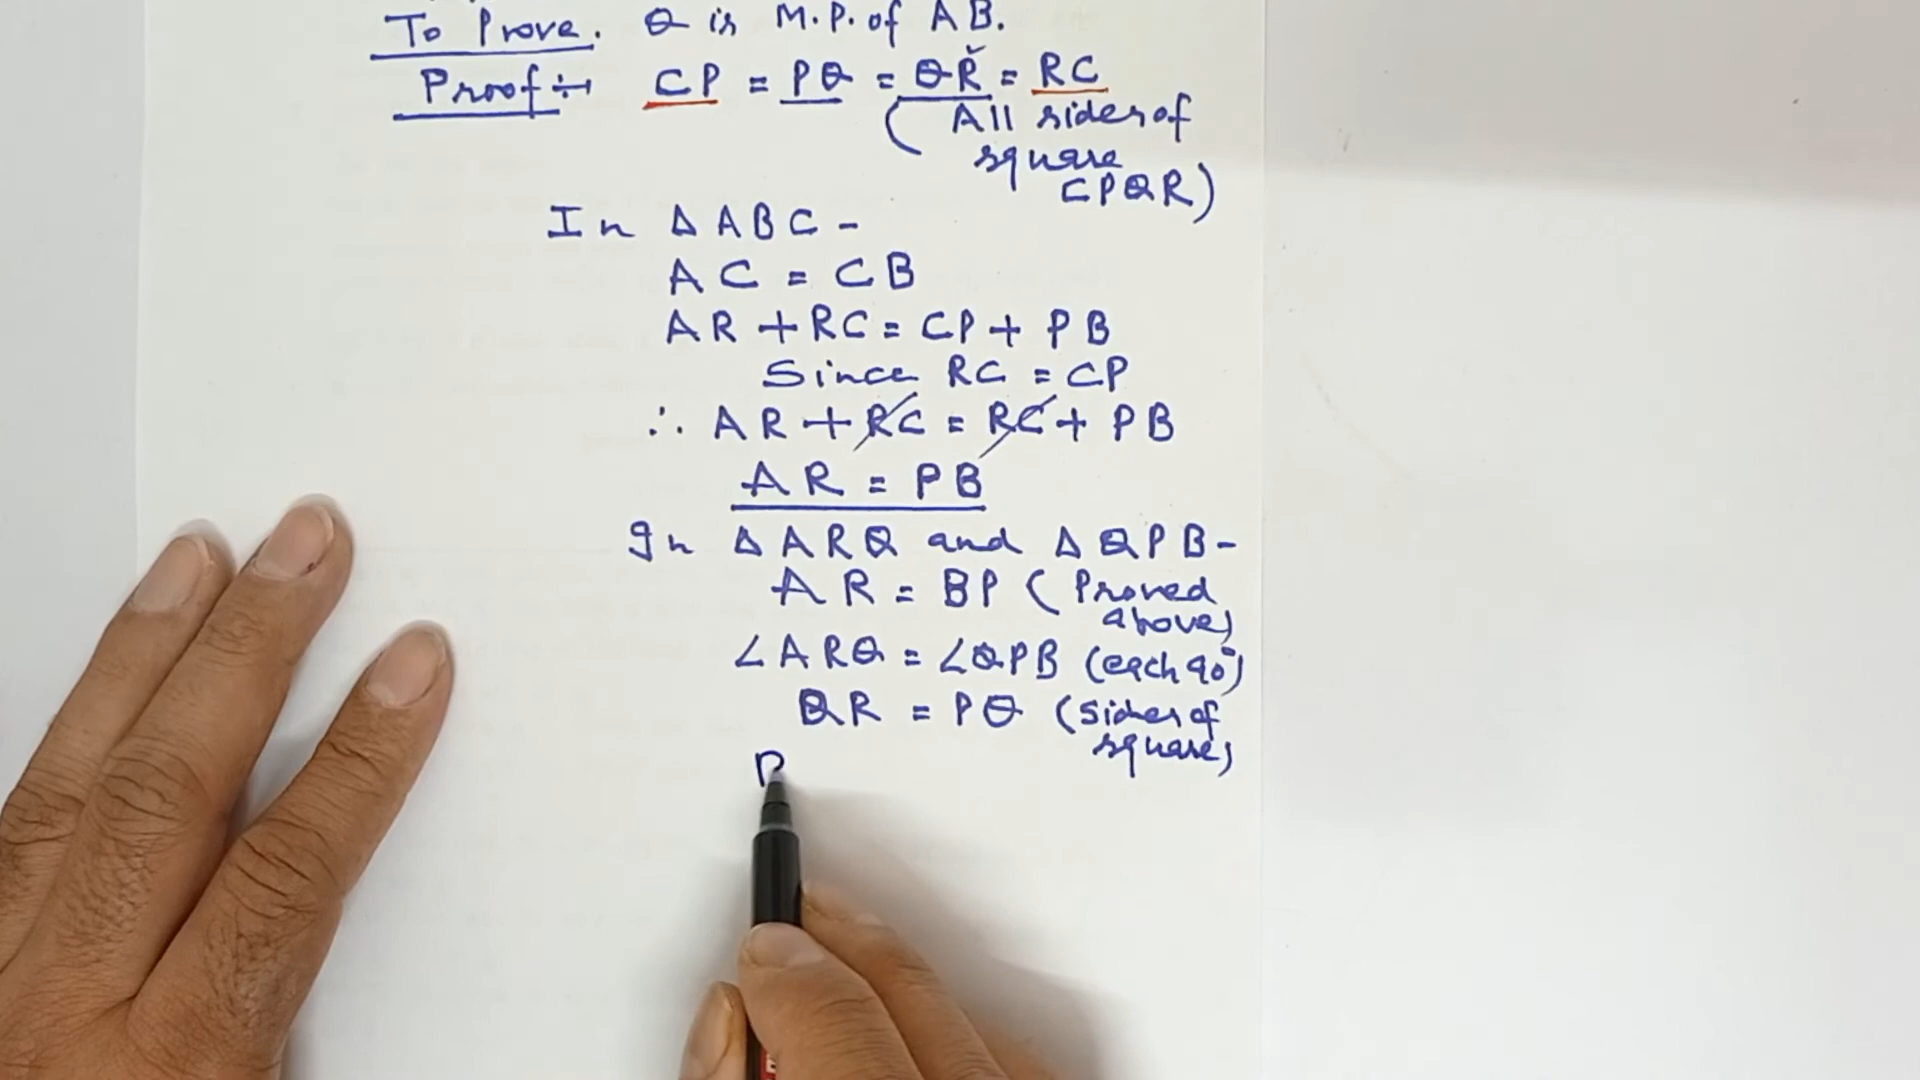 To Prove. Q is M.P. of AB.
Proof÷ CP = PQ = QR = RC
(All sides of
square
CPQR)
In Δ ABC -
AC = CB
AR + RC = CP + PB
Since RC = CP
∴ AR + RC = RC + PB
AR = PB
In Δ ARQ and Δ QPB -
AR = BP (Proved
above)
∠ARQ = ∠QPB (each 90°)
QR = PQ (Sides of
square)